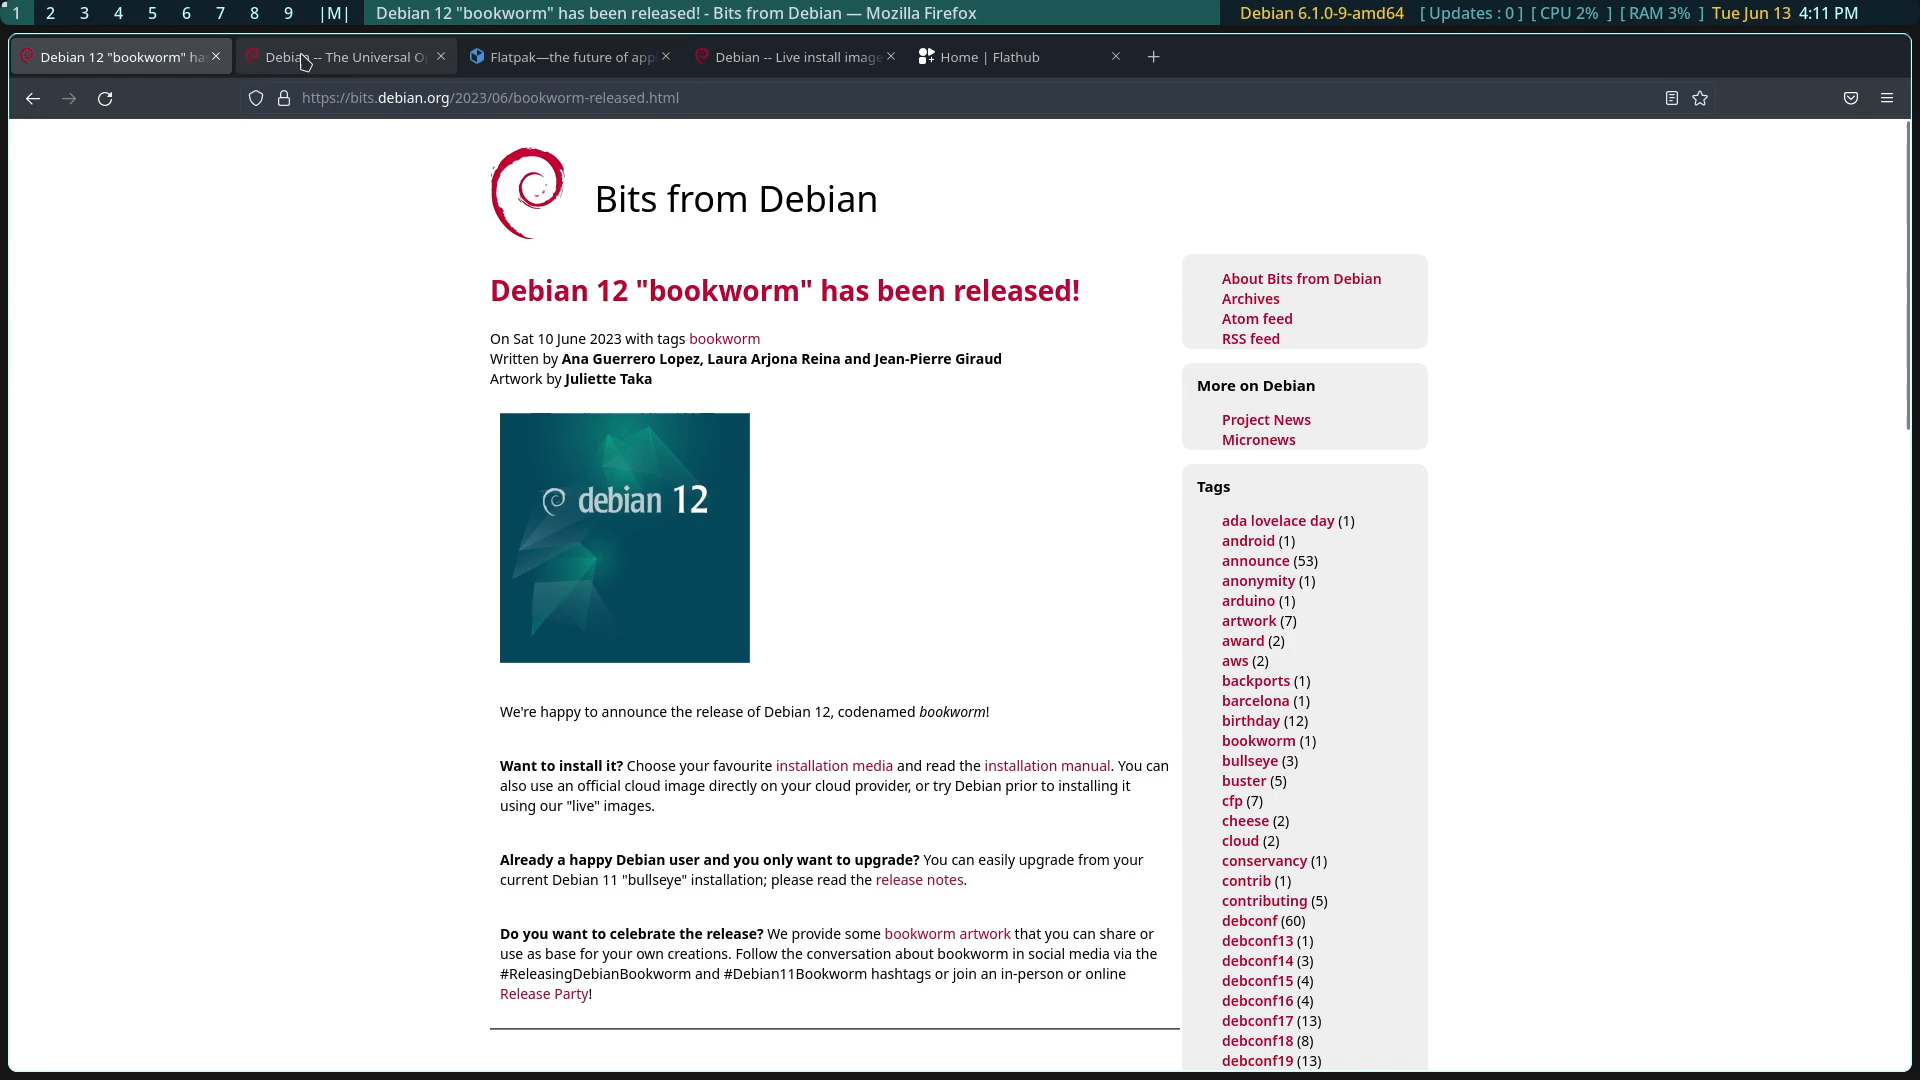 1 2 3 4 5 6 7 8 9 |M| Debian 12 "bookworm" has been released! - Bits from Debian — Mozilla Firefox Debian 6.1.0-9-amd64 [ Updates : 0 ] [ CPU 2% ] [ RAM 3% ] Tue Jun 13 4:11 PM
Debian 12 "bookworm" ha Debian -- The Universal O Flatpak—the future of app Debian -- Live install image Home | Flathub
https://bits.debian.org/2023/06/bookworm-released.html
Bits from Debian
Debian 12 "bookworm" has been released!
On Sat 10 June 2023 with tags bookworm
Written by Ana Guerrero Lopez, Laura Arjona Reina and Jean-Pierre Giraud
Artwork by Juliette Taka
debian 12
We're happy to announce the release of Debian 12, codenamed bookworm!
Want to install it? Choose your favourite installation media and read the installation manual. You can
also use an official cloud image directly on your cloud provider, or try Debian prior to installing it
using our "live" images.
Already a happy Debian user and you only want to upgrade? You can easily upgrade from your
current Debian 11 "bullseye" installation; please read the release notes.
Do you want to celebrate the release? We provide some bookworm artwork that you can share or
use as base for your own creations. Follow the conversation about bookworm in social media via the
#ReleasingDebianBookworm and #Debian11Bookworm hashtags or join an in-person or online
Release Party!
About Bits from Debian
Archives
Atom feed
RSS feed
More on Debian
Project News
Micronews
Tags
ada lovelace day (1)
android (1)
announce (53)
anonymity (1)
arduino (1)
artwork (7)
award (2)
aws (2)
backports (1)
barcelona (1)
birthday (12)
bookworm (1)
bullseye (3)
buster (5)
cfp (7)
cheese (2)
cloud (2)
conservancy (1)
contrib (1)
contributing (5)
debconf (60)
debconf13 (1)
debconf14 (3)
debconf15 (4)
debconf16 (4)
debconf17 (13)
debconf18 (8)
debconf19 (13)